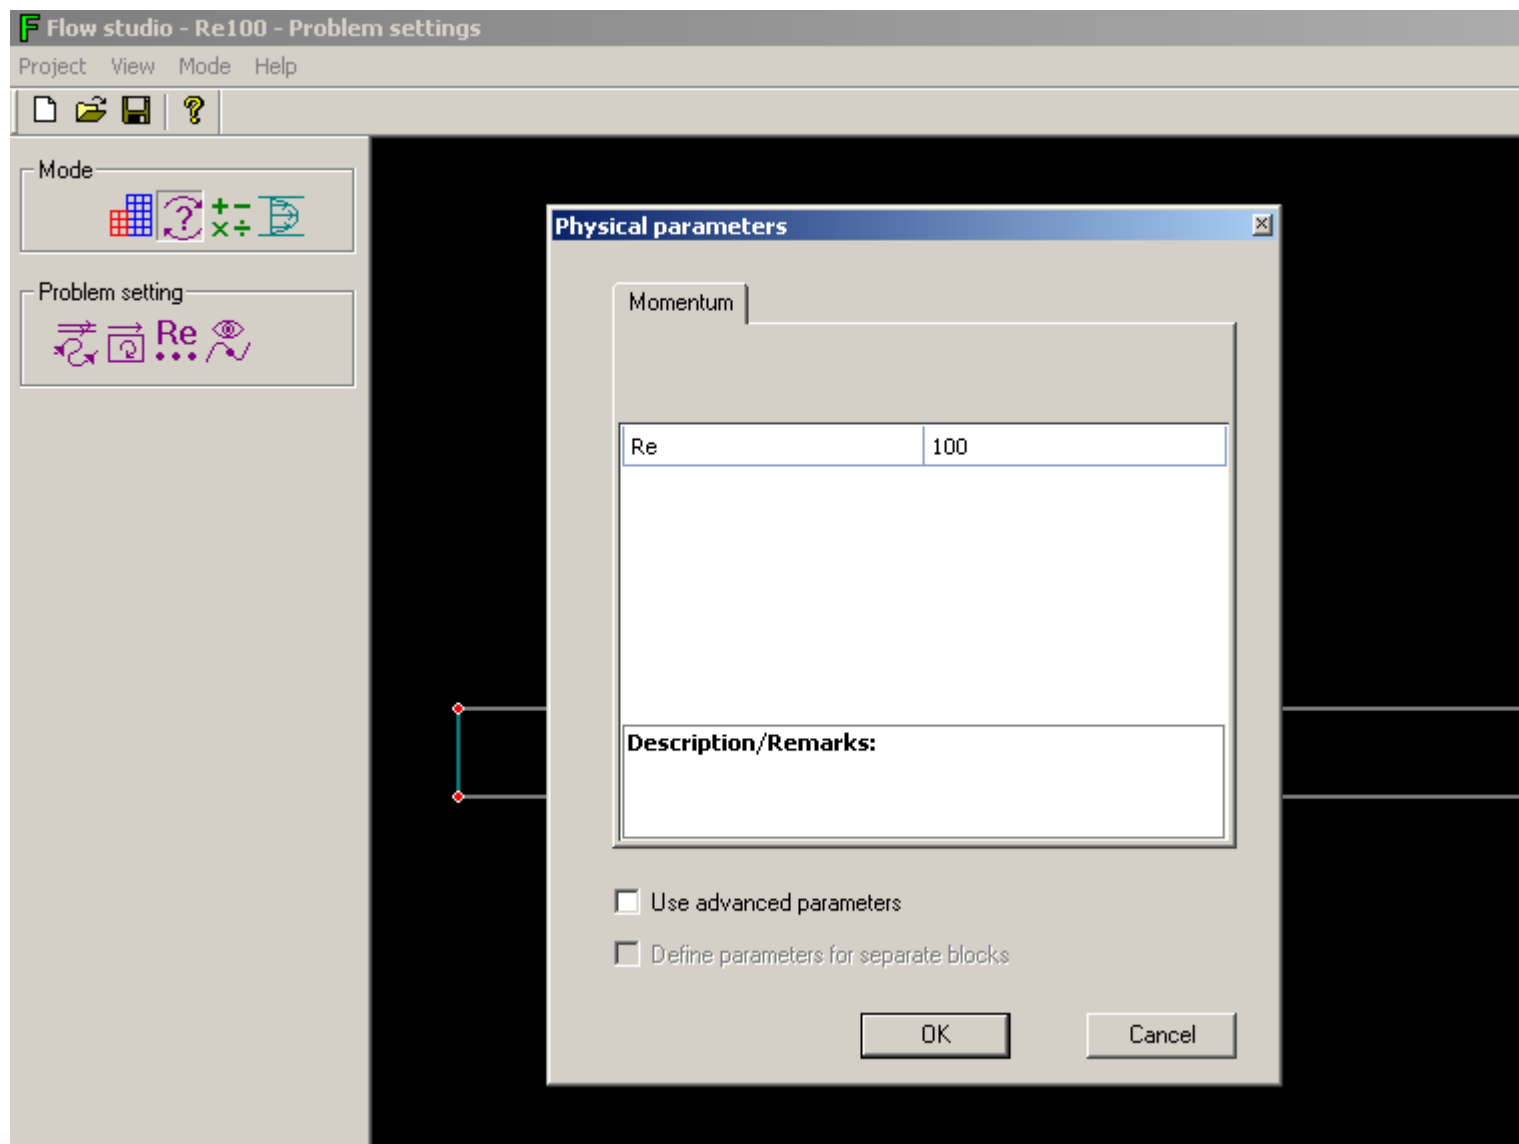 Flow studio - Re100 - Problem settings
Project View Mode Help
Mode
Problem setting
Re
Physical parameters
Momentum
Re 100
Description/Remarks:
Use advanced parameters
Define parameters for separate blocks
OK Cancel